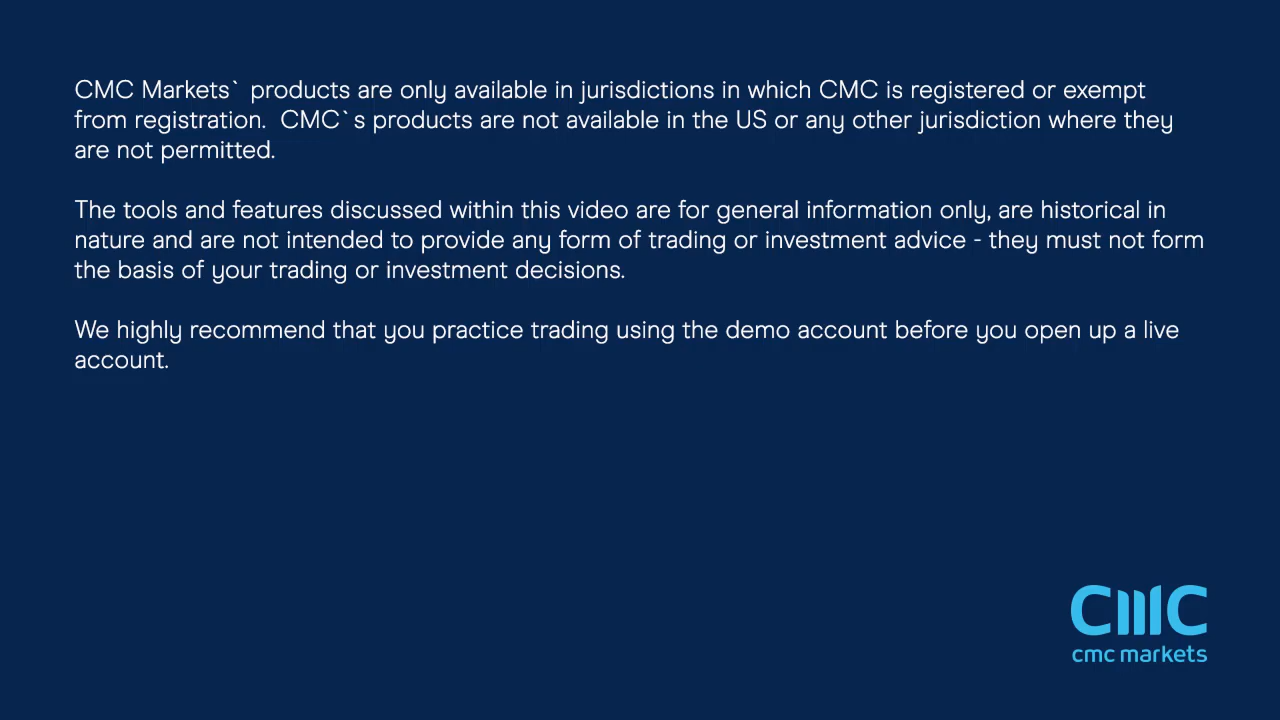 CMC Markets` products are only available in jurisdictions in which CMC is registered or exempt
from registration.  CMC`s products are not available in the US or any other jurisdiction where they
are not permitted.
The tools and features discussed within this video are for general information only, are historical in
nature and are not intended to provide any form of trading or investment advice - they must not form
the basis of your trading or investment decisions.
We highly recommend that you practice trading using the demo account before you open up a live
account.
CMC
cmc markets